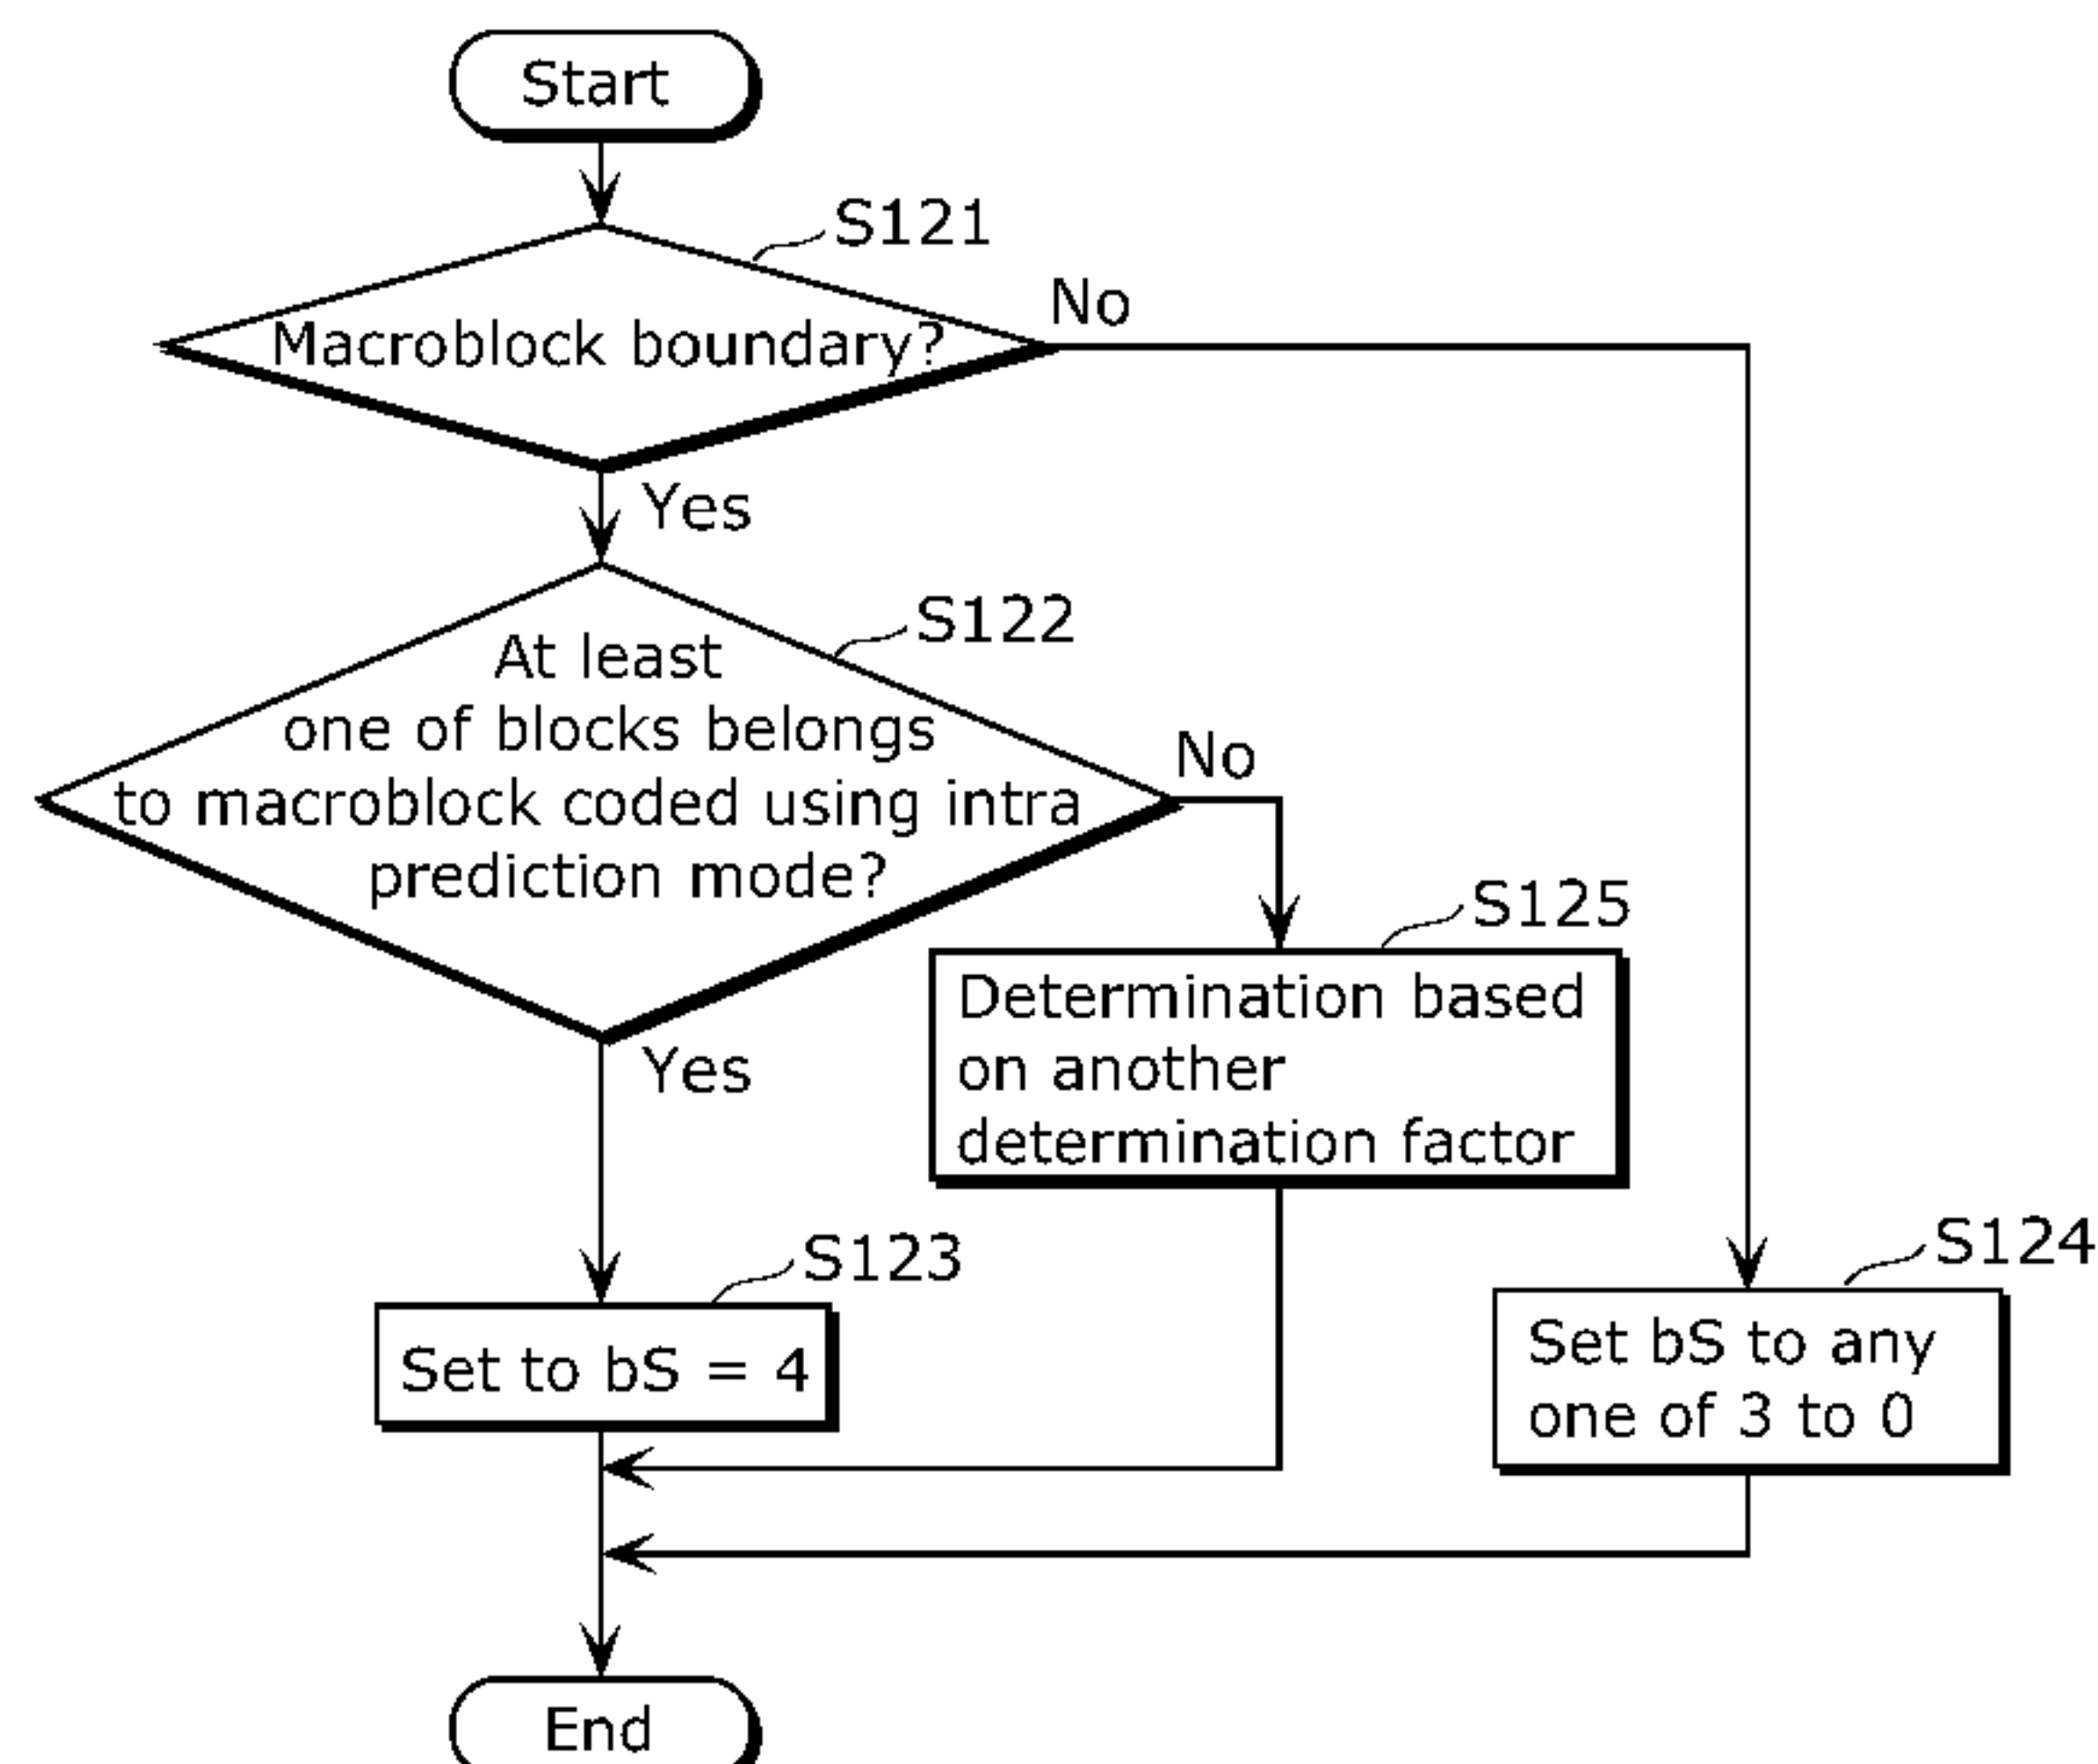 Start
S121
Macroblock boundary?
No
Yes
S122
At least
one of blocks belongs
to macroblock coded using intra
prediction mode?
No
Yes
S125
Determination based
on another
determination factor
S123
Set to bS = 4
S124
Set bS to any
one of 3 to 0
End